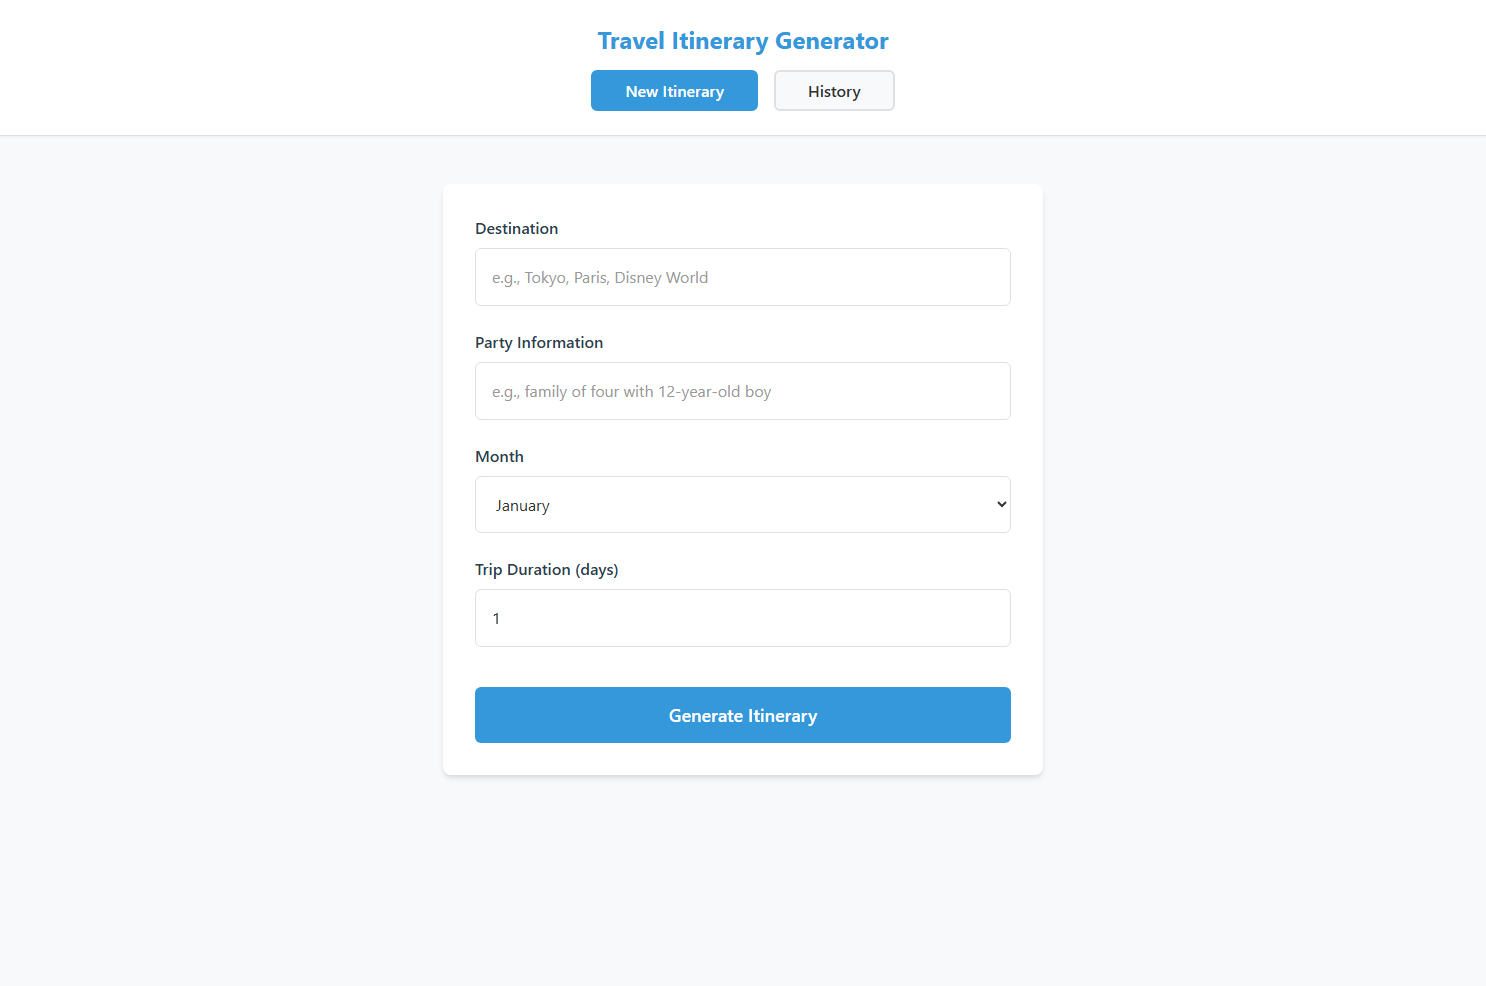 Travel Itinerary Generator
New Itinerary
History
Destination
e.g., Tokyo, Paris, Disney World
Party Information
e.g., family of four with 12-year-old boy
Month
January
Trip Duration (days)
1
Generate Itinerary